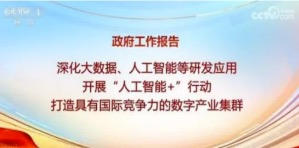 CCTV
政府工作报告
深化大数据、人工智能等研发应用
开展“人工智能+”行动
打造具有国际竞争力的数字产业集群